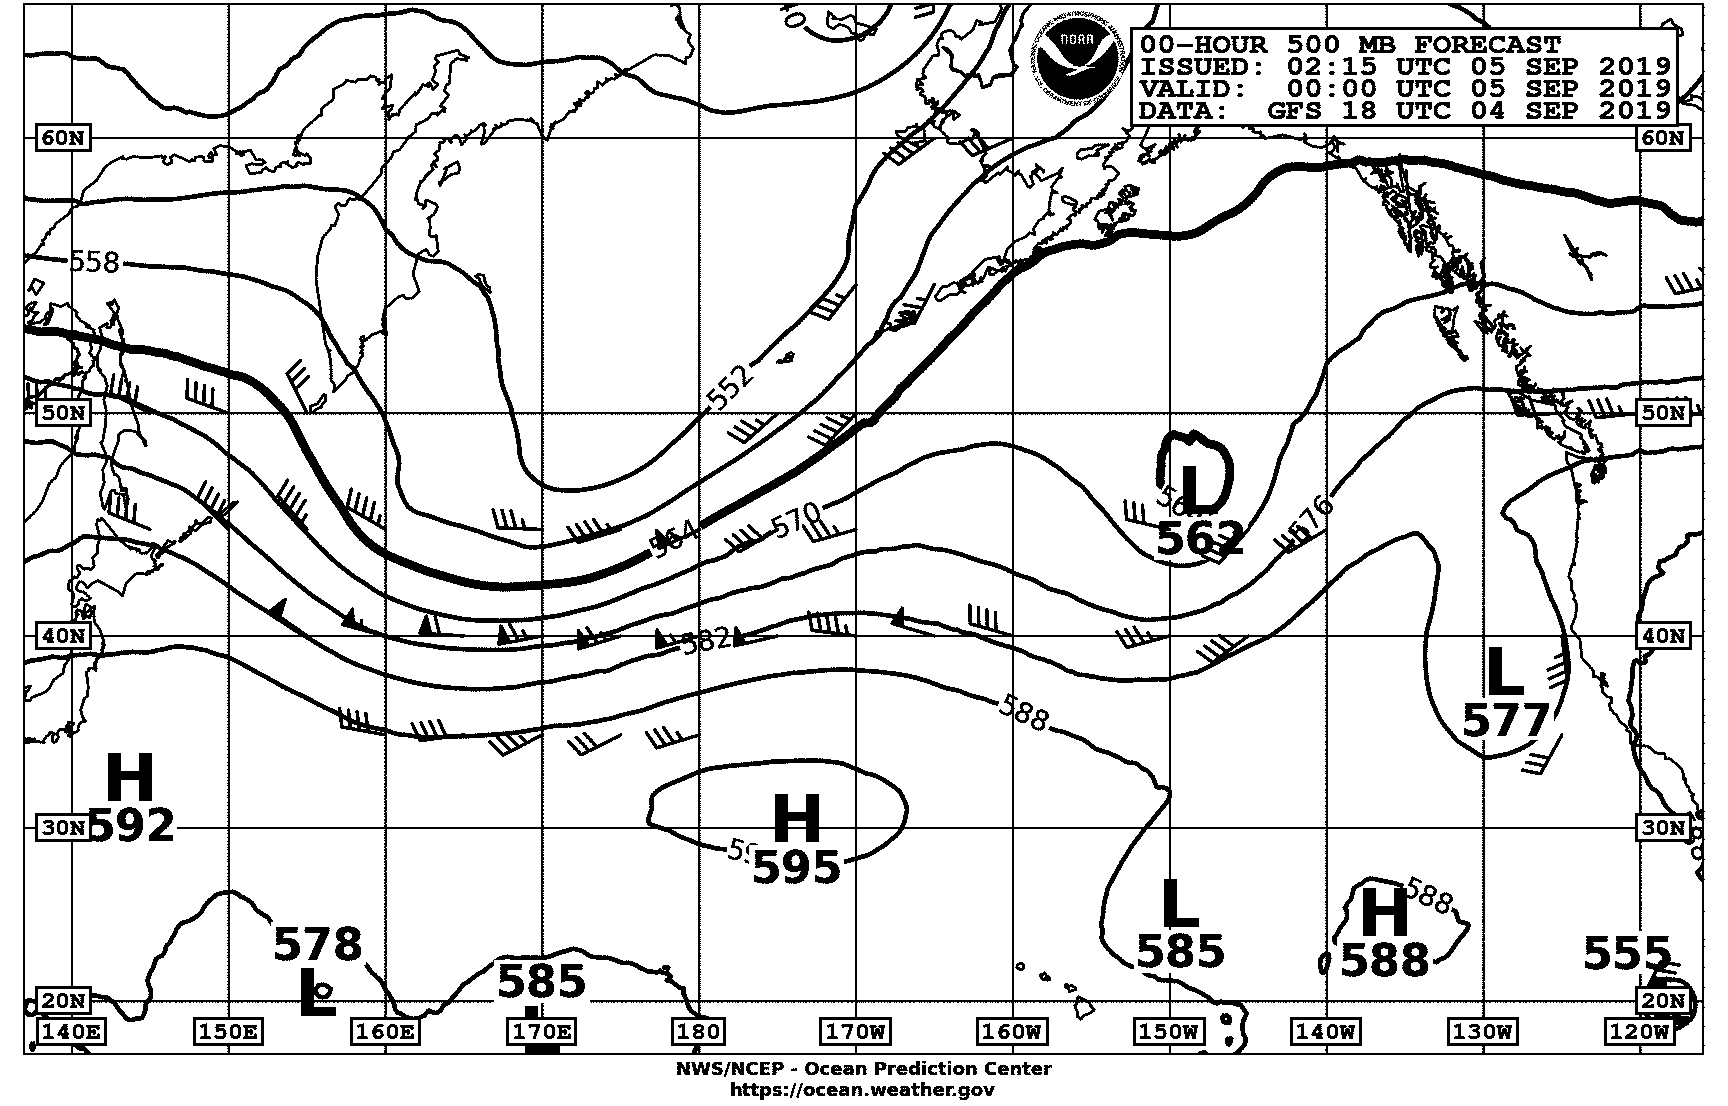 NOAA
00-HOUR 500 MB FORECAST
ISSUED: 02:15 UTC 05 SEP 2019
VALID: 00:00 UTC 05 SEP 2019
DATA: GFS 18 UTC 04 SEP 2019
60N
60N
558
552
50N
50N
L
562
576
564
570
582
40N
40N
L
577
588
H
592
H
595
30N
30N
588
L
585
H
588
578
L
585
555
20N
20N
140E
150E
160E
170E
180
170W
160W
150W
140W
130W
120W
NWS/NCEP - Ocean Prediction Center
https://ocean.weather.gov